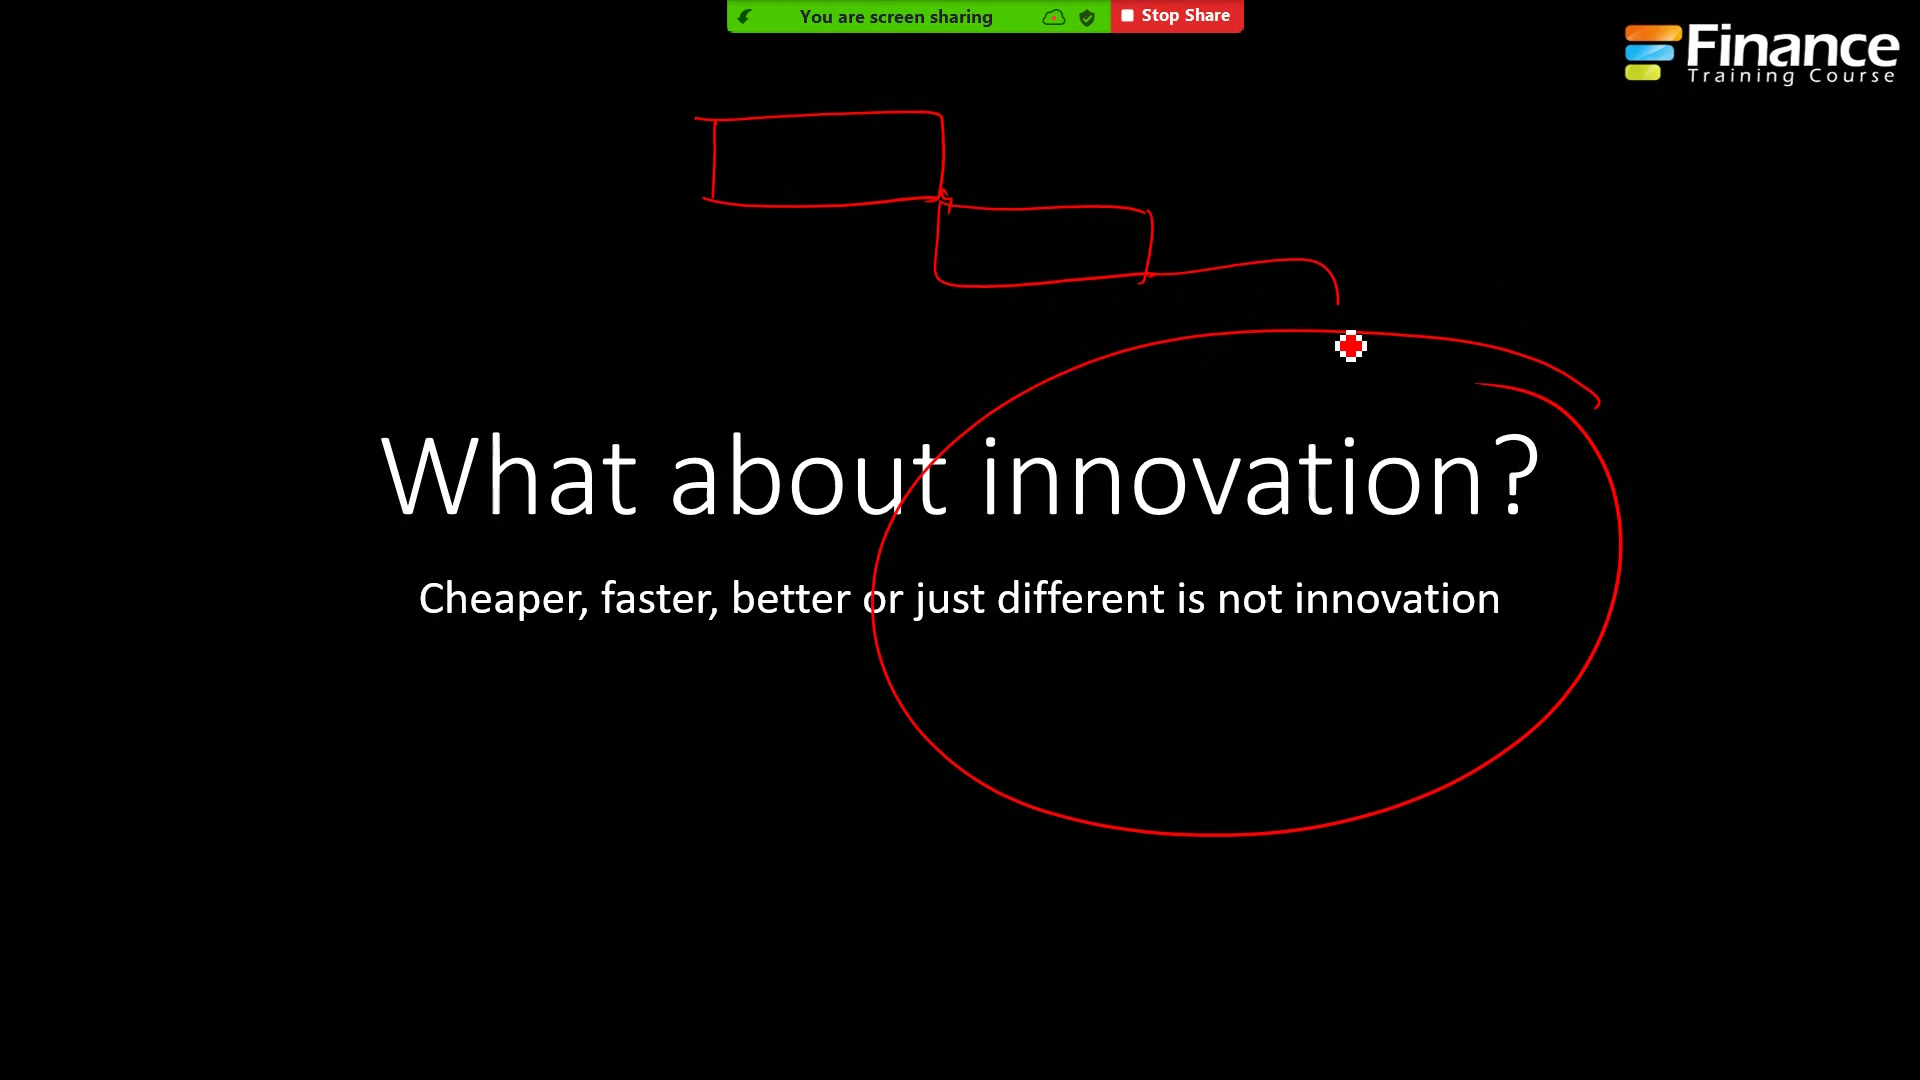 You are screen sharing
Stop Share
Finance
Training Course
What about innovation?
Cheaper, faster, better or just different is not innovation